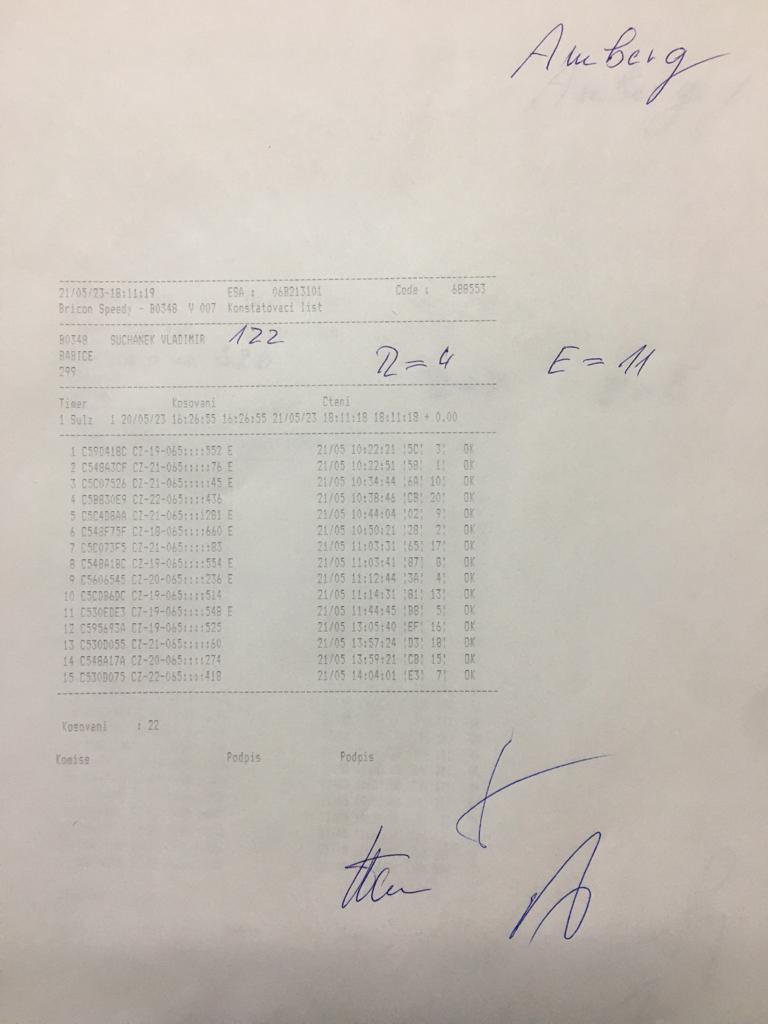 Amberg
21/05/23-18:11:19 ESA : 06B213101 Code : 688553
Bricon Speedy - B0348 V 007 Konstatovaci list
B0348 SUCHANEK VLADIMIR 122
BABICE
299
R=4 E=11
Timer Kosovani Cteni
1 Sulz 1 20/05/23 16:26:55 16:26:55 21/05/23 18:11:18 18:11:18 + 0.00
1 C59D418C CZ-19-065::::552 E 21/05 10:22:21 ¦5C¦ 3¦ OK
2 C548A3CF CZ-21-065:::::76 E 21/05 10:22:51 ¦58¦ 1¦ OK
3 C5C07526 CZ-21-065:::::45 E 21/05 10:34:44 ¦6A¦ 10¦ OK
4 C5B830E9 CZ-22-065::::436 21/05 10:38:46 ¦CB¦ 20¦ OK
5 C5C4D8AA CZ-21-065:::1281 E 21/05 10:44:04 ¦02¦ 9¦ OK
6 C548F75F CZ-18-065::::660 E 21/05 10:50:21 ¦28¦ 2¦ OK
7 C5C073F5 CZ-21-065:::::83 21/05 11:03:31 ¦65¦ 17¦ OK
8 C548A18C CZ-19-065::::554 E 21/05 11:03:41 ¦87¦ 8¦ OK
9 C5606545 CZ-20-065::::236 E 21/05 11:12:44 ¦3A¦ 4¦ OK
10 C5CDB6DC CZ-19-065::::514 21/05 11:14:31 ¦81¦ 13¦ OK
11 C530EDE3 CZ-19-065::::548 E 21/05 11:44:45 ¦BB¦ 5¦ OK
12 C595693A CZ-19-065::::525 21/05 13:05:40 ¦EF¦ 16¦ OK
13 C530D055 CZ-21-065:::::60 21/05 13:57:24 ¦D3¦ 18¦ OK
14 C548A17A CZ-20-065::::274 21/05 13:59:21 ¦CB¦ 15¦ OK
15 C530B075 CZ-22-065::::418 21/05 14:04:01 ¦E3¦ 7¦ OK
Kosovani : 22
Komise Podpis Podpis